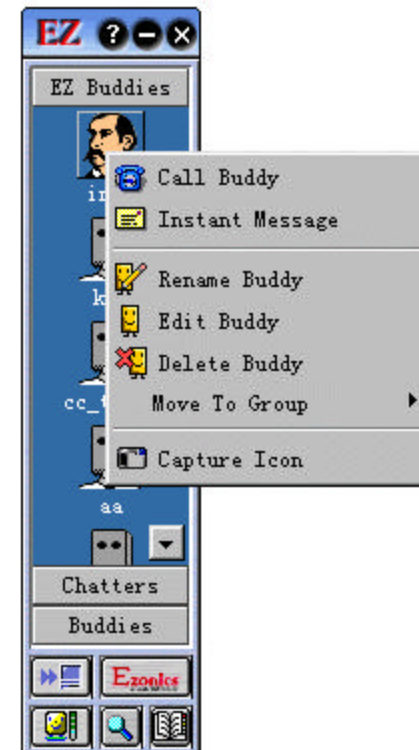 EZ ?
EZ Buddies
Call Buddy
Instant Message
Rename Buddy
Edit Buddy
Delete Buddy
Move To Group
Capture Icon
aa
Chatters
Buddies
Ezonics